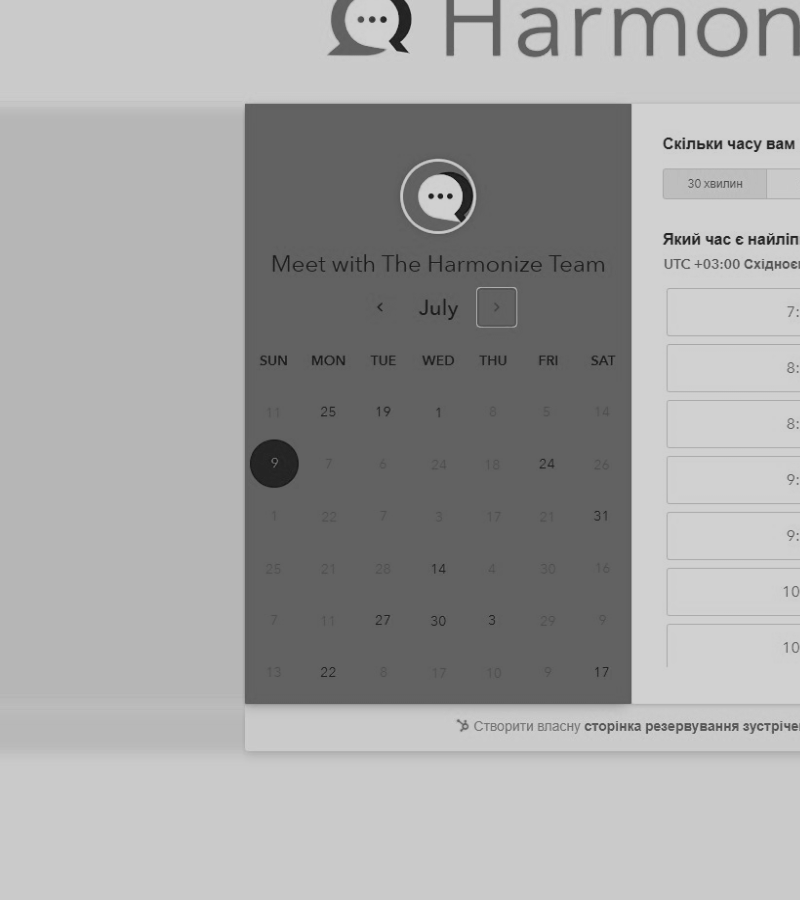 Harmon
Meet with The Harmonize Team
July
SUN MON TUE WED THU FRI SAT
11 25 19 1 8 5 14
9 7 6 24 18 24 26
1 22 7 3 17 21 31
25 21 28 14 4 30 16
7 11 27 30 3 29 9
13 22 8 17 10 9 17
Скільки часу вам
30 хвилин
Який час є найліп
UTC +03:00 Східноє
7:
8:
8:
9:
9:
10
10
Створити власну сторінка резервування зустріче